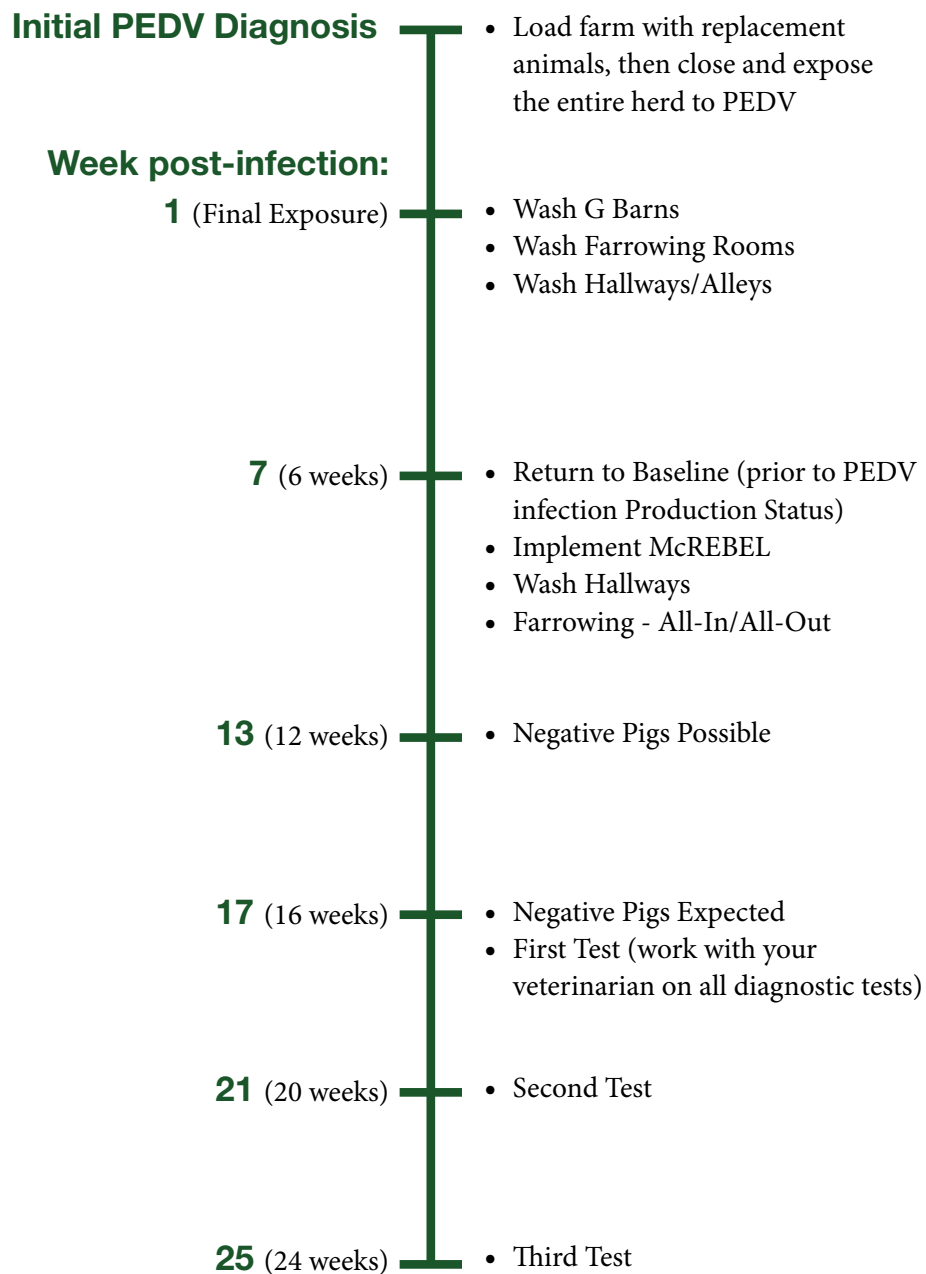 Initial PEDV Diagnosis
• Load farm with replacement
animals, then close and expose
the entire herd to PEDV
Week post-infection:
1 (Final Exposure)
• Wash G Barns
• Wash Farrowing Rooms
• Wash Hallways/Alleys
7 (6 weeks)
• Return to Baseline (prior to PEDV
infection Production Status)
• Implement McREBEL
• Wash Hallways
• Farrowing - All-In/All-Out
13 (12 weeks)
• Negative Pigs Possible
17 (16 weeks)
• Negative Pigs Expected
• First Test (work with your
veterinarian on all diagnostic tests)
21 (20 weeks)
• Second Test
25 (24 weeks)
• Third Test